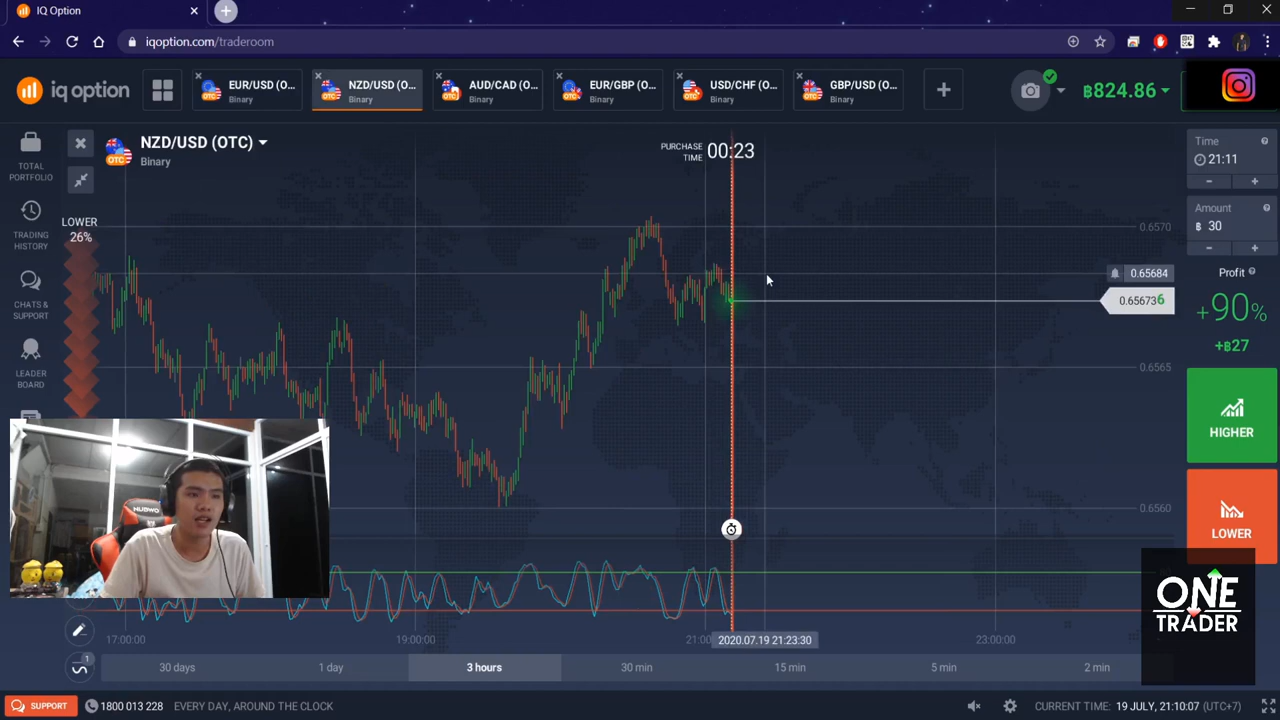 IQ Option
iqoption.com/traderoom
iq option
EUR/USD (O...
Binary
NZD/USD (O...
Binary
AUD/CAD (O...
Binary
EUR/GBP (O...
Binary
USD/CHF (O...
Binary
GBP/USD (O...
Binary
฿824.86
TOTAL
PORTFOLIO
TRADING
HISTORY
CHATS &
SUPPORT
LEADER
BOARD
NZD/USD (OTC)
Binary
OTC
LOWER
26%
PURCHASE
TIME
00:23
0.6570
0.65684
0.656736
0.6565
0.6560
Time
21:11
Amount
฿ 30
Profit
+90%
+฿27
HIGHER
LOWER
NUBWO
ONE
TRADER
17:00:00
19:00:00
21:00
2020.07.19 21:23:30
23:00:00
30 days
1 day
3 hours
30 min
15 min
5 min
2 min
SUPPORT
1800 013 228
EVERY DAY, AROUND THE CLOCK
CURRENT TIME: 19 JULY, 21:10:07 (UTC+7)